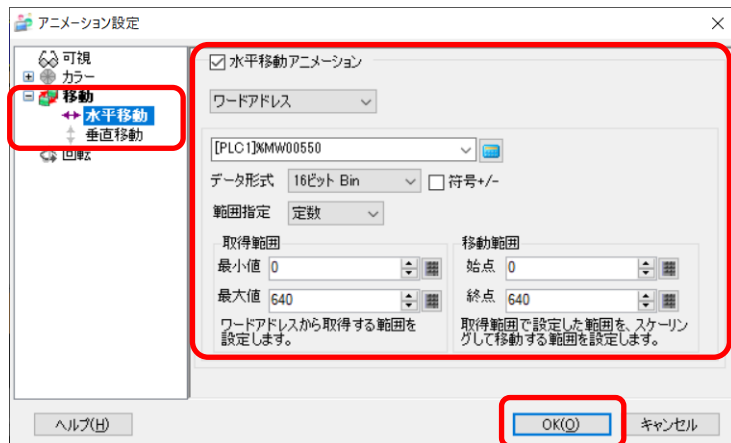 アニメーション設定
可視
カラー
移動
水平移動
垂直移動
回転
水平移動アニメーション
ワードアドレス
[PLC1]%MW00550
データ形式 16ビット Bin 符号+/-
範囲指定 定数
取得範囲
最小値 0
最大値 640
ワードアドレスから取得する範囲を
設定します。
移動範囲
始点 0
終点 640
取得範囲で設定した範囲を、スケーリン
グして移動する範囲を設定します。
ヘルプ(H) OK(O) キャンセル